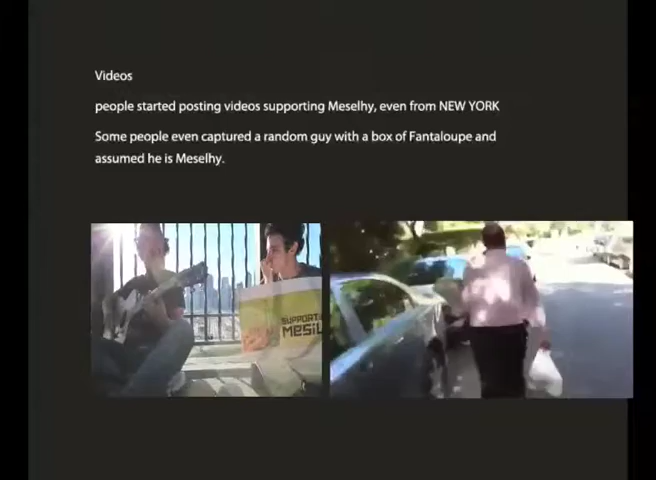 Videos
people started posting videos supporting Meselhy, even from NEW YORK
Some people even captured a random guy with a box of Fantaloupe and
assumed he is Meselhy.
SUPPORT
MESIL